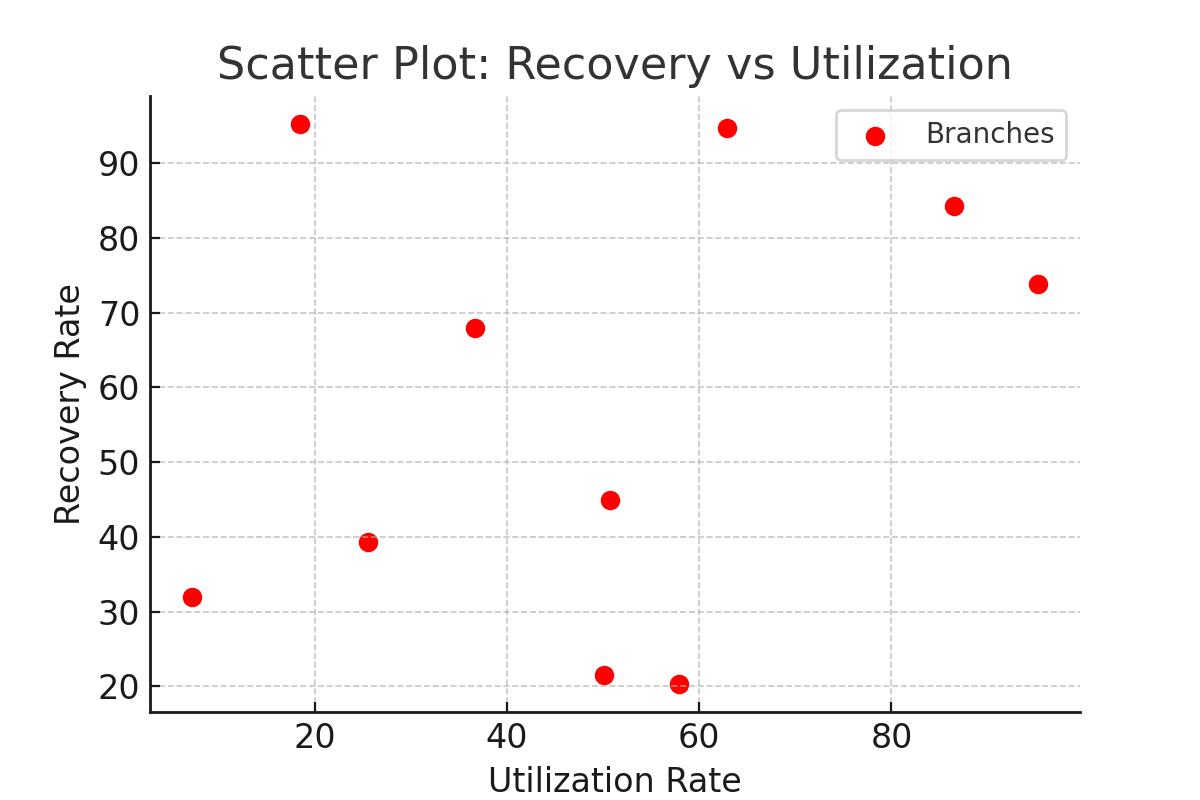 Scatter Plot: Recovery vs Utilization
Branches
90
80
70
60
50
40
30
20
Recovery Rate
20 40 60 80
Utilization Rate